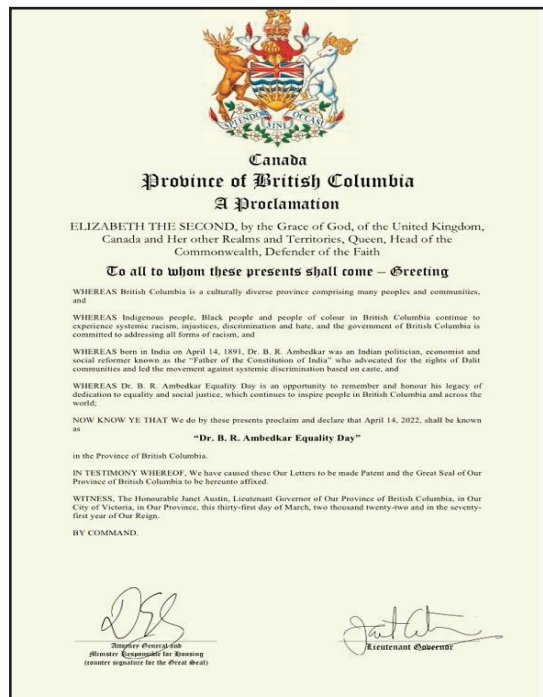 SPLENDOR SINE OCCASU
Canada
Province of British Columbia
A Proclamation
ELIZABETH THE SECOND, by the Grace of God, of the United Kingdom,
Canada and Her other Realms and Territories, Queen, Head of the
Commonwealth, Defender of the Faith
To all to whom these presents shall come – Greeting
WHEREAS British Columbia is a culturally diverse province comprising many peoples and communities,
and
WHEREAS Indigenous people, Black people and people of colour in British Columbia continue to
experience systemic racism, injustices, discrimination and hate, and the government of British Columbia is
committed to addressing all forms of racism, and
WHEREAS born in India on April 14, 1891, Dr. B. R. Ambedkar was an Indian politician, economist and
social reformer known as the “Father of the Constitution of India” who advocated for the rights of Dalit
communities and led the movement against systemic discrimination based on caste, and
WHEREAS Dr. B. R. Ambedkar Equality Day is an opportunity to remember and honour his legacy of
dedication to equality and social justice, which continues to inspire people in British Columbia and across the
world;
NOW KNOW YE THAT We do by these presents proclaim and declare that April 14, 2022, shall be known
as
“Dr. B. R. Ambedkar Equality Day”
in the Province of British Columbia.
IN TESTIMONY WHEREOF, We have caused these Our Letters to be made Patent and the Great Seal of Our
Province of British Columbia to be hereunto affixed.
WITNESS, The Honourable Janet Austin, Lieutenant Governor of Our Province of British Columbia, in Our
City of Victoria, in Our Province, this thirty-first day of March, two thousand twenty-two and in the seventy-
first year of Our Reign.
BY COMMAND.
Attorney General and
Minister Responsible for Housing
(counter signature for the Great Seal)
Lieutenant Governor